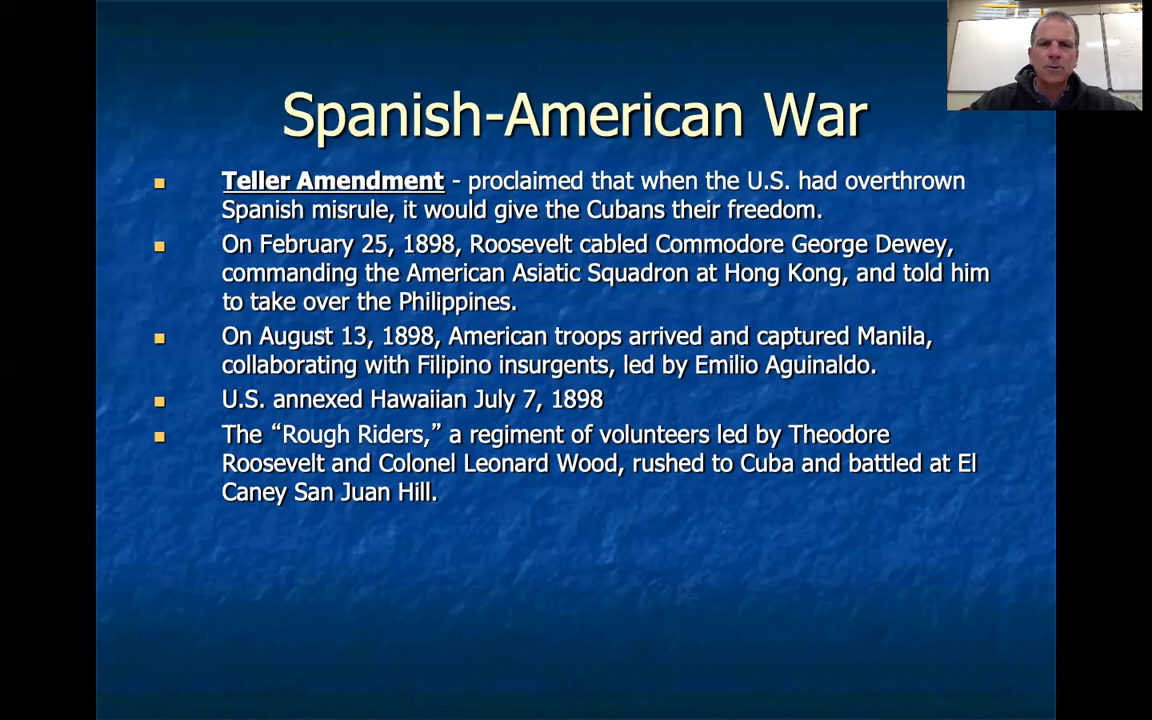 Spanish-American War
Teller Amendment - proclaimed that when the U.S. had overthrown
Spanish misrule, it would give the Cubans their freedom.
On February 25, 1898, Roosevelt cabled Commodore George Dewey,
commanding the American Asiatic Squadron at Hong Kong, and told him
to take over the Philippines.
On August 13, 1898, American troops arrived and captured Manila,
collaborating with Filipino insurgents, led by Emilio Aguinaldo.
U.S. annexed Hawaiian July 7, 1898
The “Rough Riders,” a regiment of volunteers led by Theodore
Roosevelt and Colonel Leonard Wood, rushed to Cuba and battled at El
Caney San Juan Hill.